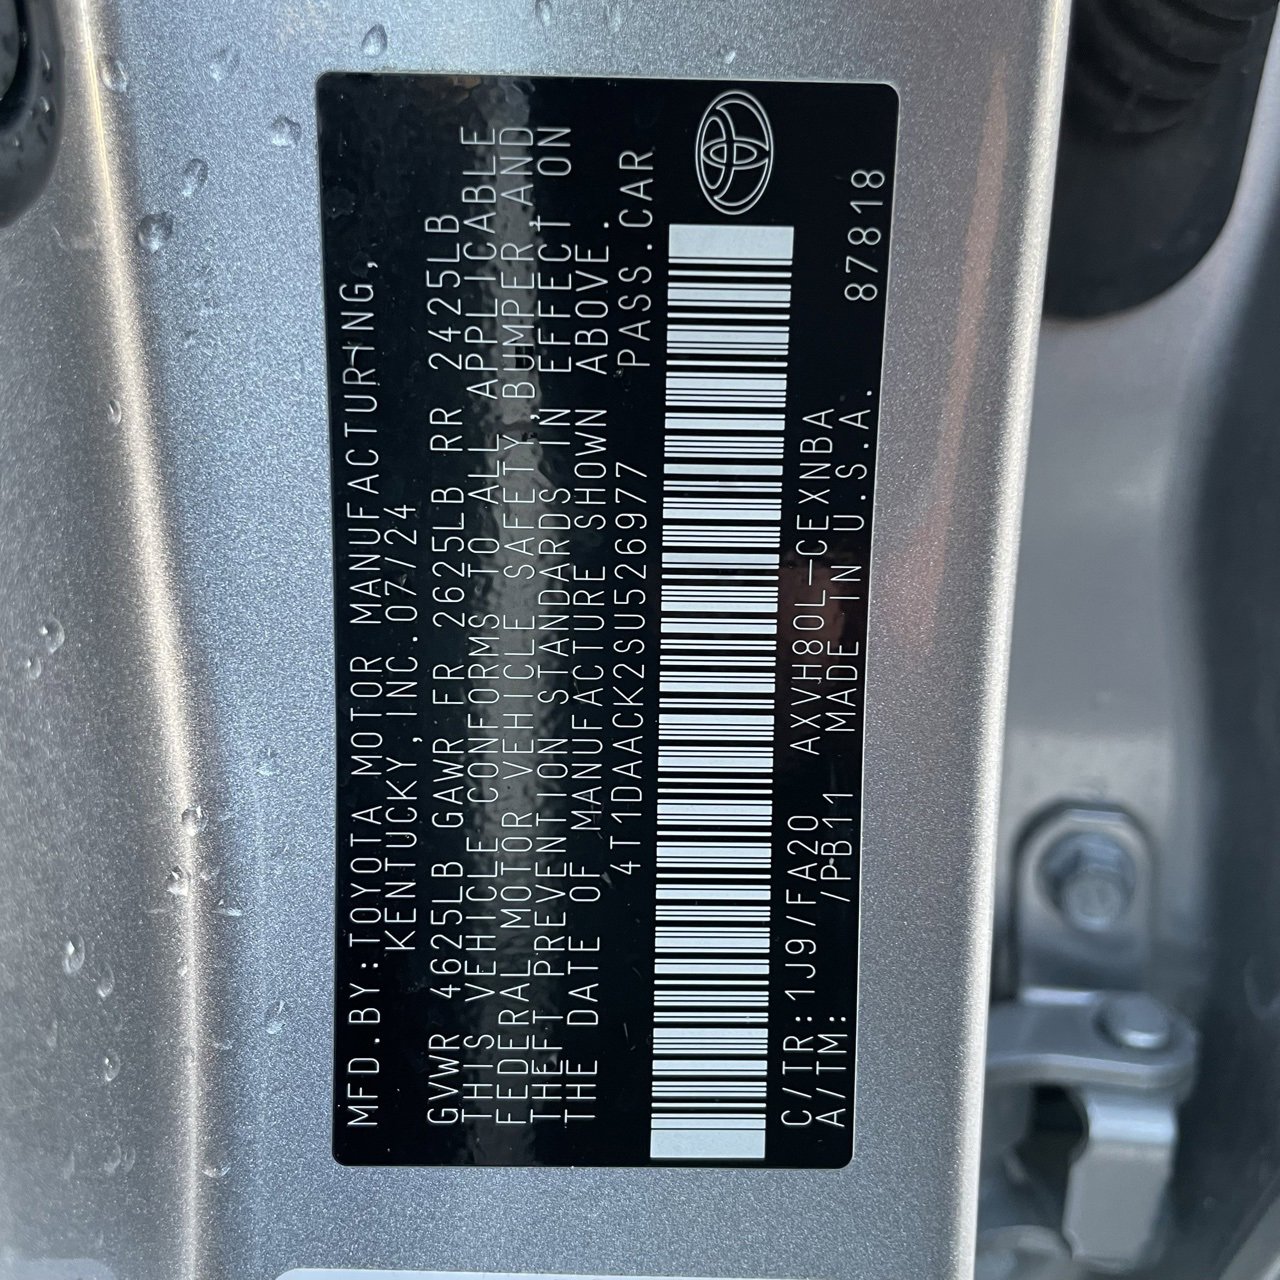 MFD.BY:TOYOTA MOTOR MANUFACTURING,
KENTUCKY,INC.07/24
GVWR 4625LB GAWR FR 2625LB RR 2425LB
THIS VEHICLE CONFORMS TO ALL APPLICABLE
FEDERAL MOTOR VEHICLE SAFETY,BUMPER,AND
THEFT PREVENTION STANDARDS IN EFFECT ON
THE DATE OF MANUFACTURE SHOWN ABOVE.
4T1DAACK2SU526977 PASS.CAR
C/TR:1J9/FA20 AXVH80L-CEXNBA
A/TM: /PB11 MADE IN U.S.A. 87818